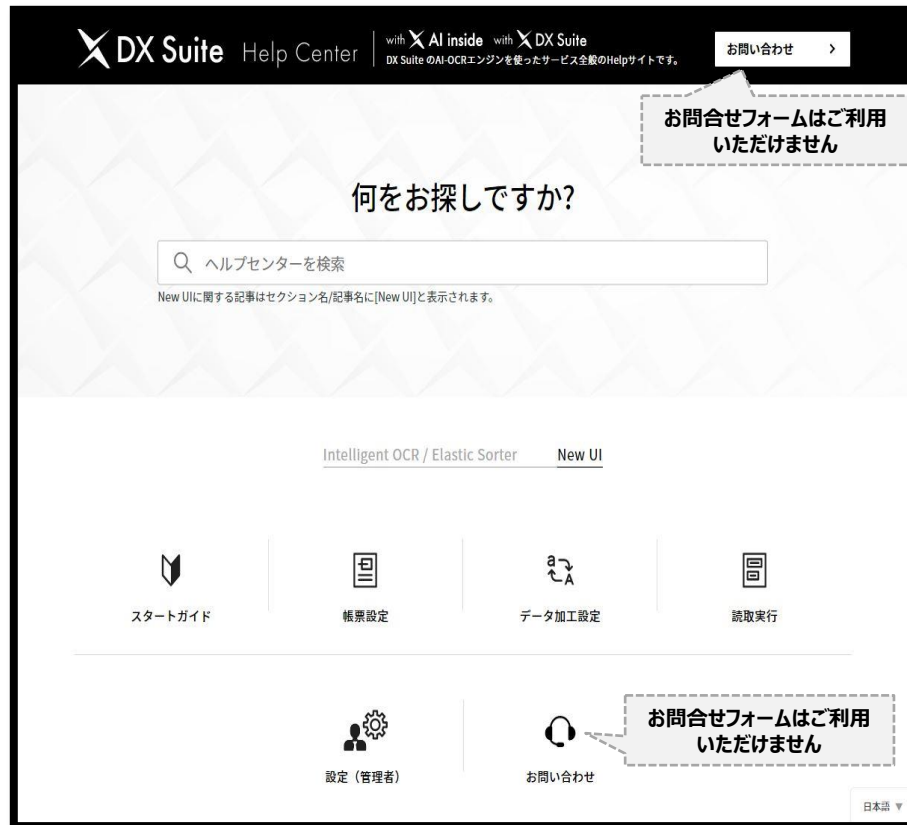 DX Suite Help Center
with AI inside with DX Suite
DX Suite のAI-OCRエンジンを使ったサービス全般のHelpサイトです。
お問い合わせ >
お問合せフォームはご利用
いただけません
何をお探しですか?
ヘルプセンターを検索
New UIに関する記事はセクション名/記事名に[New UI]と表示されます。
Intelligent OCR / Elastic Sorter New UI
スタートガイド 帳票設定 データ加工設定 読取実行
お問合せフォームはご利用
いただけません
設定（管理者） お問い合わせ
日本語 ▼